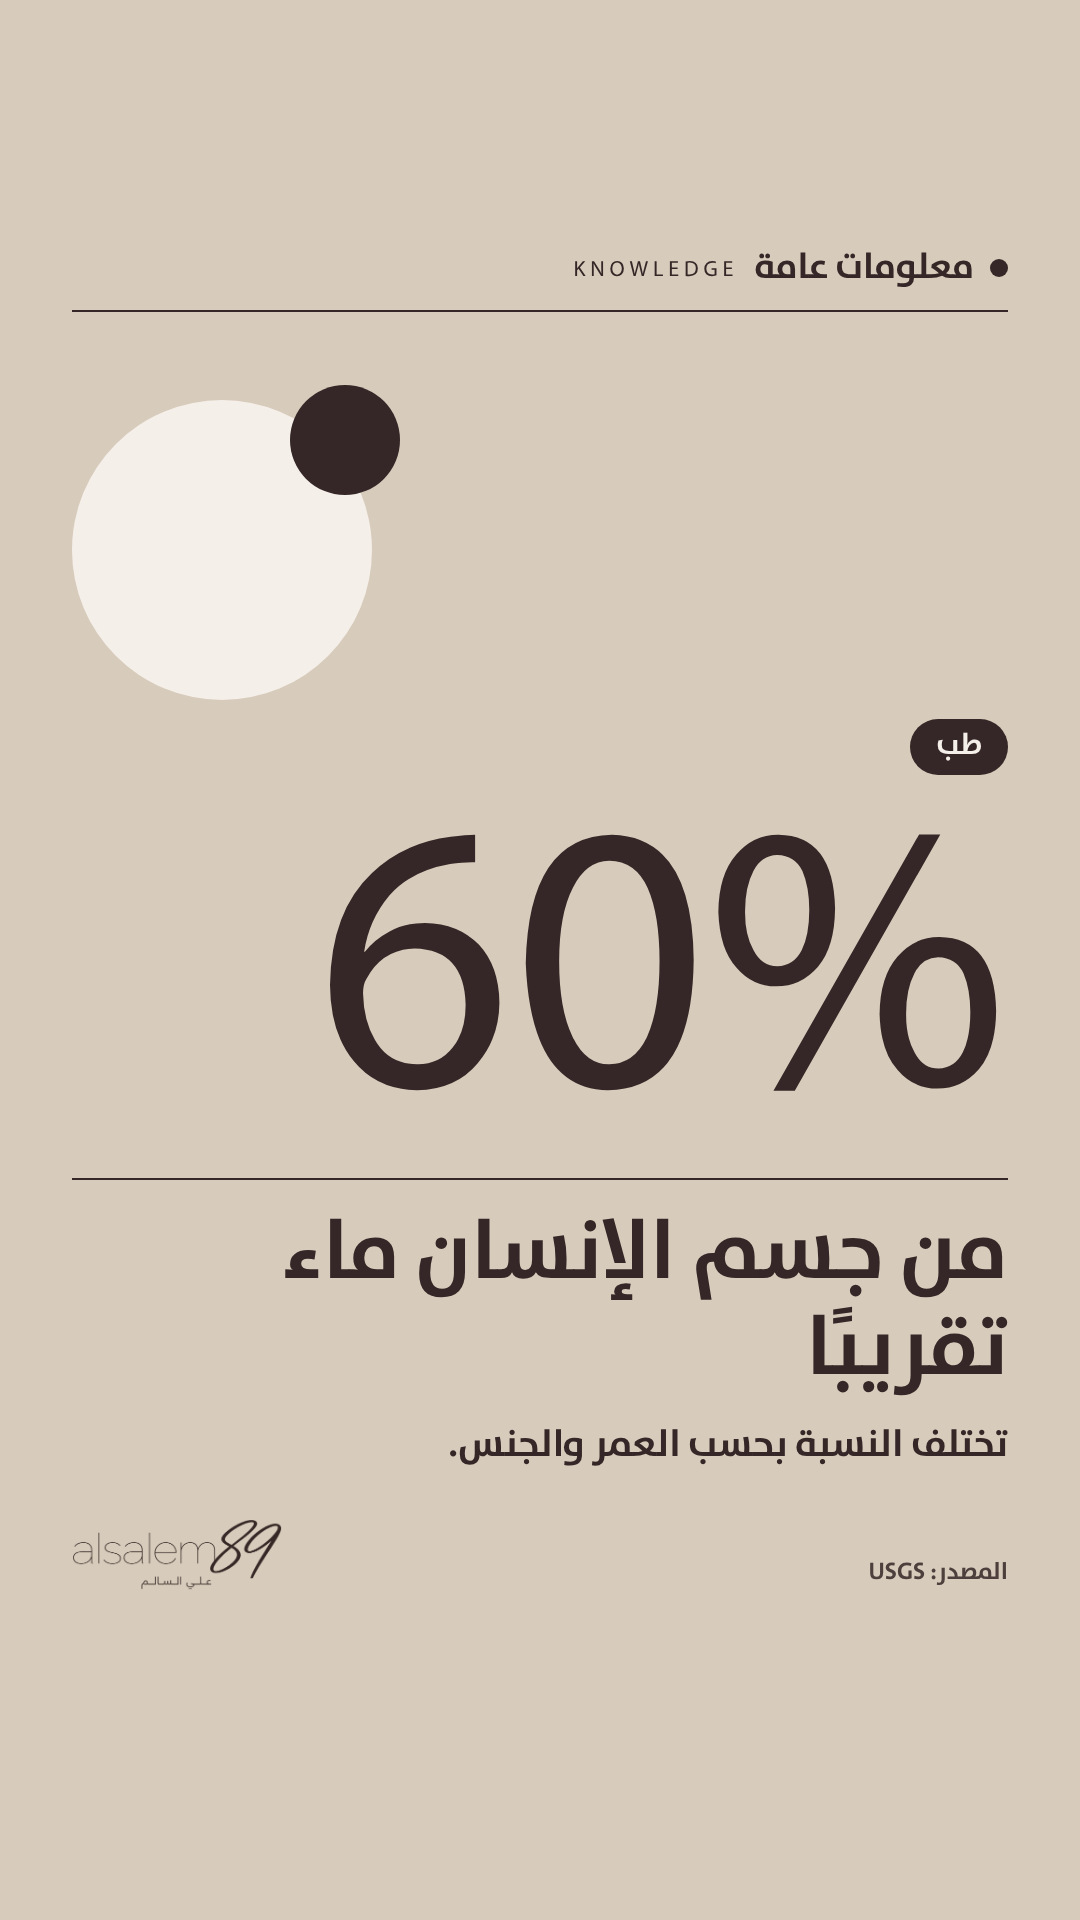 معلومات عامة KNOWLEDGE
طب
60%
من جسم الإنسان ماء
تقريبًا
تختلف النسبة بحسب العمر والجنس.
المصدر: USGS
alsalem89
علي السالم